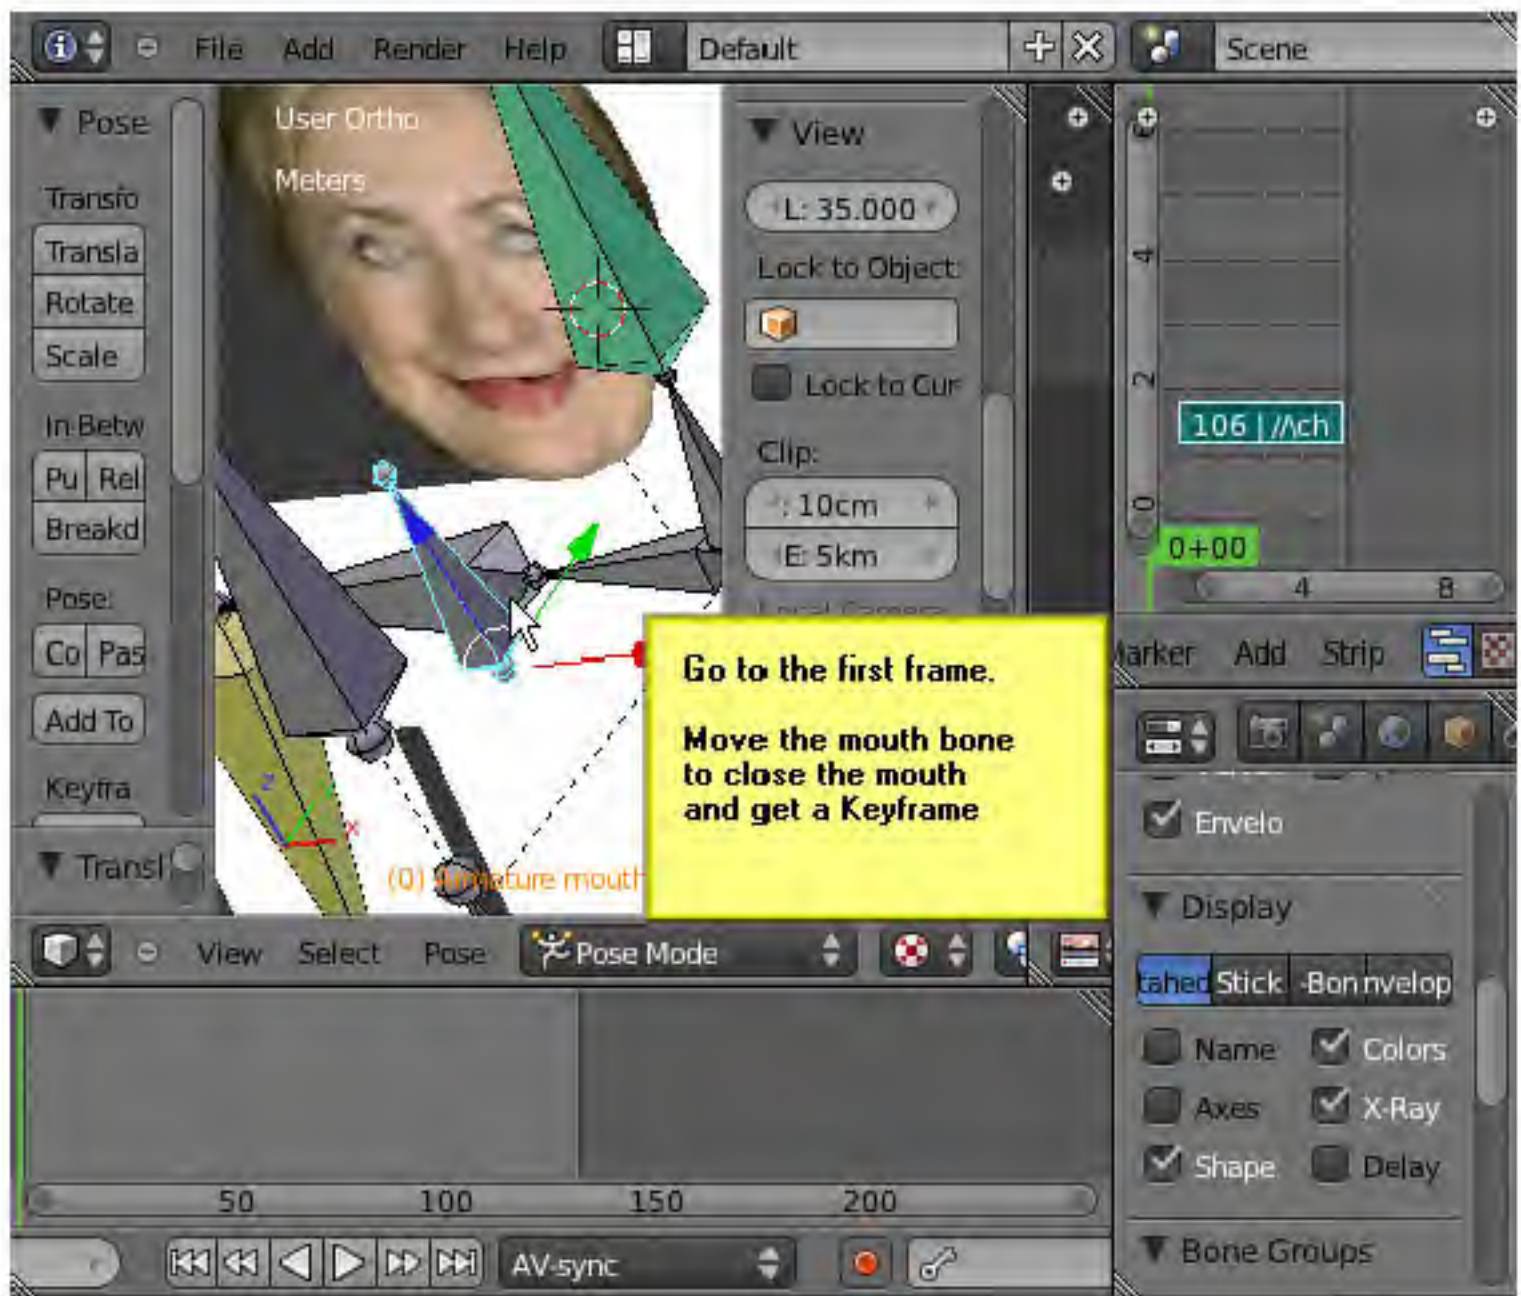 File Add Render Help
Default
Scene
Pose
Transfo
Transla
Rotate
Scale
In-Betw
Pu Rel
Breakd
Pose:
Co Pas
Add To
Keyfra
Transl
User Ortho
Meters
(0) Armature mouth
View
L: 35.000
Lock to Object:
Lock to Cur
Clip:
: 10cm
E: 5km
Local Camera
Go to the first frame.
Move the mouth bone
to close the mouth
and get a Keyframe
View Select Pose
Pose Mode
50 100 150 200
AV-sync
6
4
2
0
106 | //\ch
0+00
4 8
Marker Add Strip
Envelo
Display
tahed Stick -Bon nvelop
Name Colors
Axes X-Ray
Shape Delay
Bone Groups
z
x